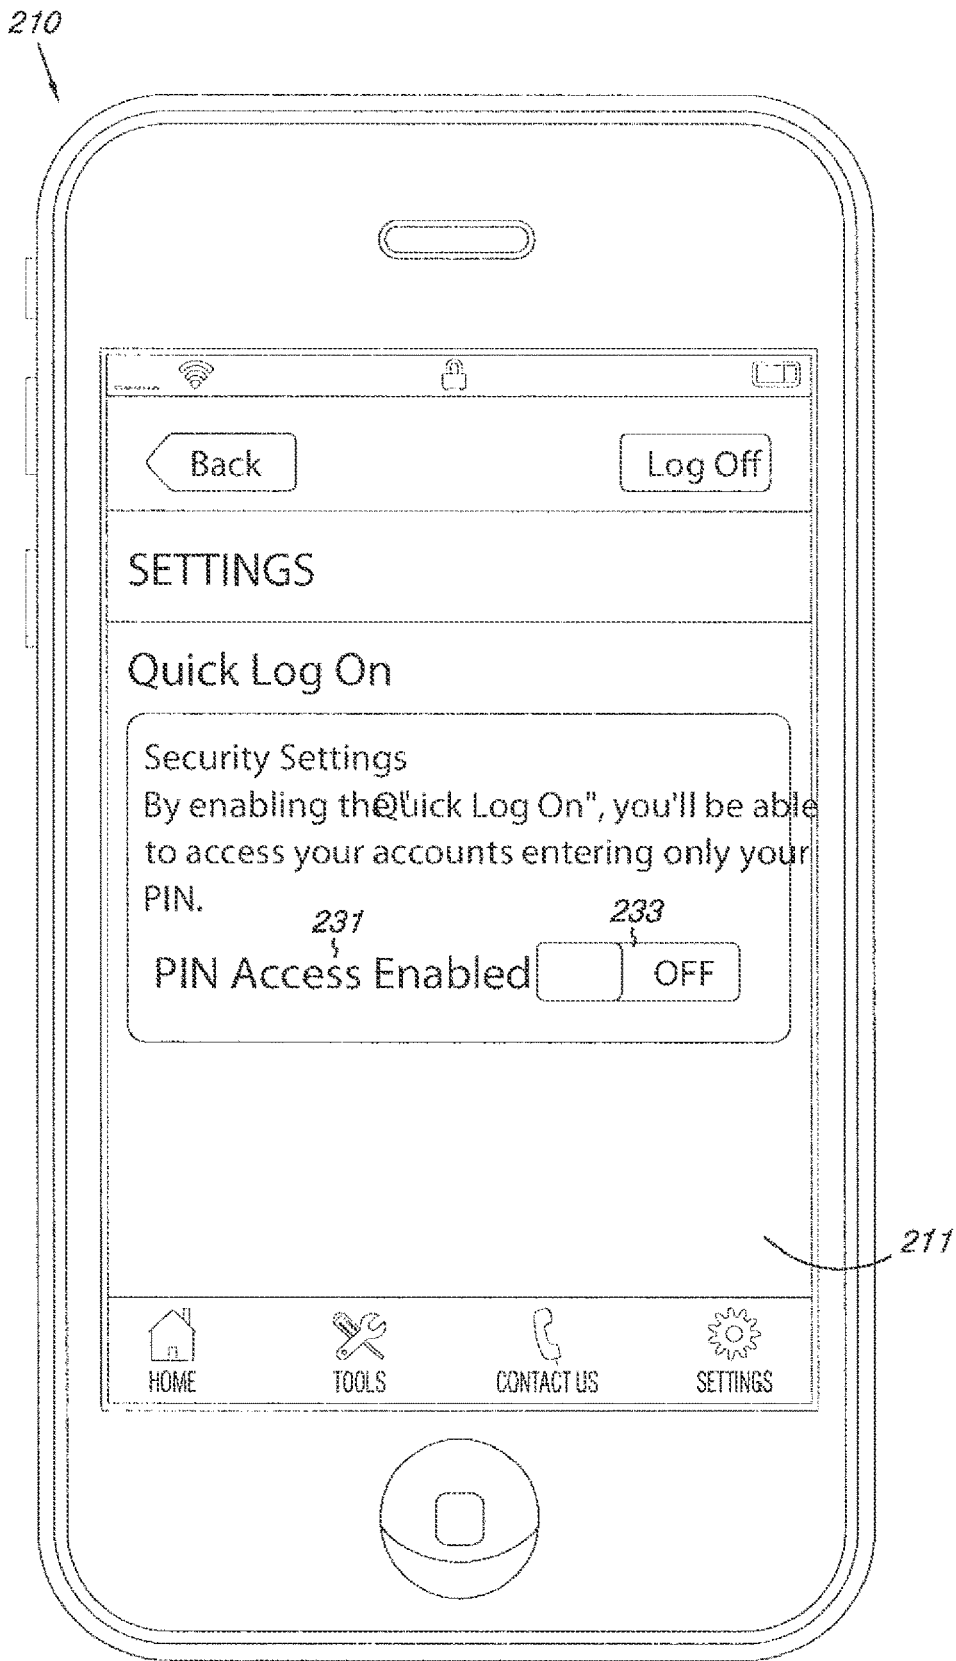 210
Back
Log Off
SETTINGS
Quick Log On
Security Settings
By enabling the "Quick Log On", you'll be able
to access your accounts entering only your
PIN.
231
233
PIN Access Enabled OFF
211
HOME TOOLS CONTACT US SETTINGS